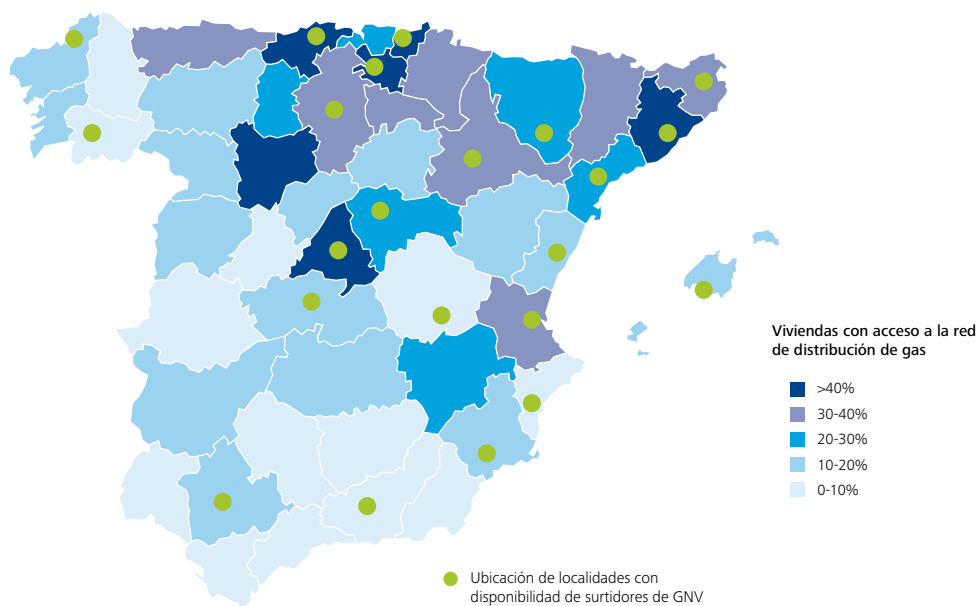 Viviendas con acceso a la red
de distribución de gas
>40%
30-40%
20-30%
10-20%
0-10%
Ubicación de localidades con
disponibilidad de surtidores de GNV